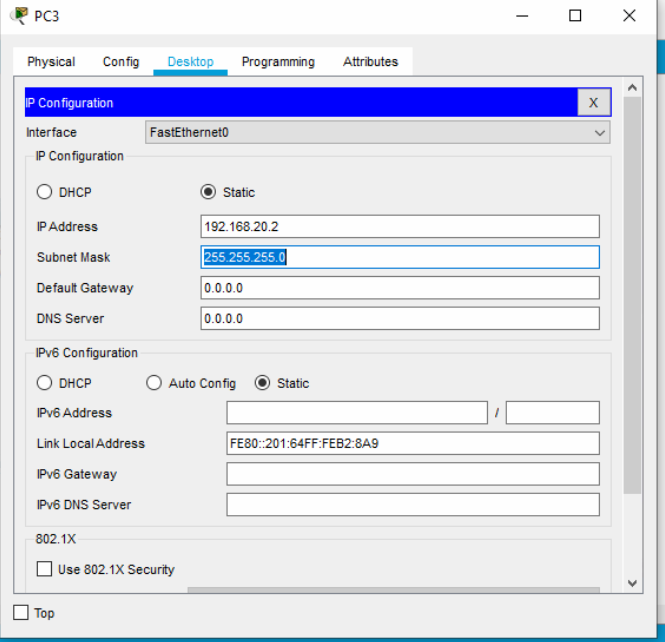 PC3
Physical Config Desktop Programming Attributes
IP Configuration X
Interface FastEthernet0
IP Configuration
DHCP Static
IP Address 192.168.20.2
Subnet Mask 255.255.255.0
Default Gateway 0.0.0.0
DNS Server 0.0.0.0
IPv6 Configuration
DHCP Auto Config Static
IPv6 Address /
Link Local Address FE80::201:64FF:FEB2:8A9
IPv6 Gateway
IPv6 DNS Server
802.1X
Use 802.1X Security
Top